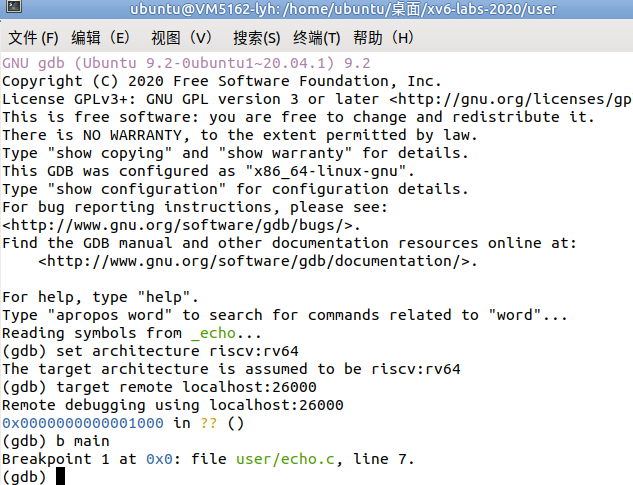 ubuntu@VM5162-lyh: /home/ubuntu/桌面/xv6-labs-2020/user
文件 (F) 编辑（E） 视图（V） 搜索(S) 终端(T) 帮助（H）
GNU gdb (Ubuntu 9.2-0ubuntu1~20.04.1) 9.2
Copyright (C) 2020 Free Software Foundation, Inc.
License GPLv3+: GNU GPL version 3 or later <http://gnu.org/licenses/gp
This is free software: you are free to change and redistribute it.
There is NO WARRANTY, to the extent permitted by law.
Type "show copying" and "show warranty" for details.
This GDB was configured as "x86_64-linux-gnu".
Type "show configuration" for configuration details.
For bug reporting instructions, please see:
<http://www.gnu.org/software/gdb/bugs/>.
Find the GDB manual and other documentation resources online at:
    <http://www.gnu.org/software/gdb/documentation/>.

For help, type "help".
Type "apropos word" to search for commands related to "word"...
Reading symbols from _echo...
(gdb) set architecture riscv:rv64
The target architecture is assumed to be riscv:rv64
(gdb) target remote localhost:26000
Remote debugging using localhost:26000
0x0000000000001000 in ?? ()
(gdb) b main
Breakpoint 1 at 0x0: file user/echo.c, line 7.
(gdb)